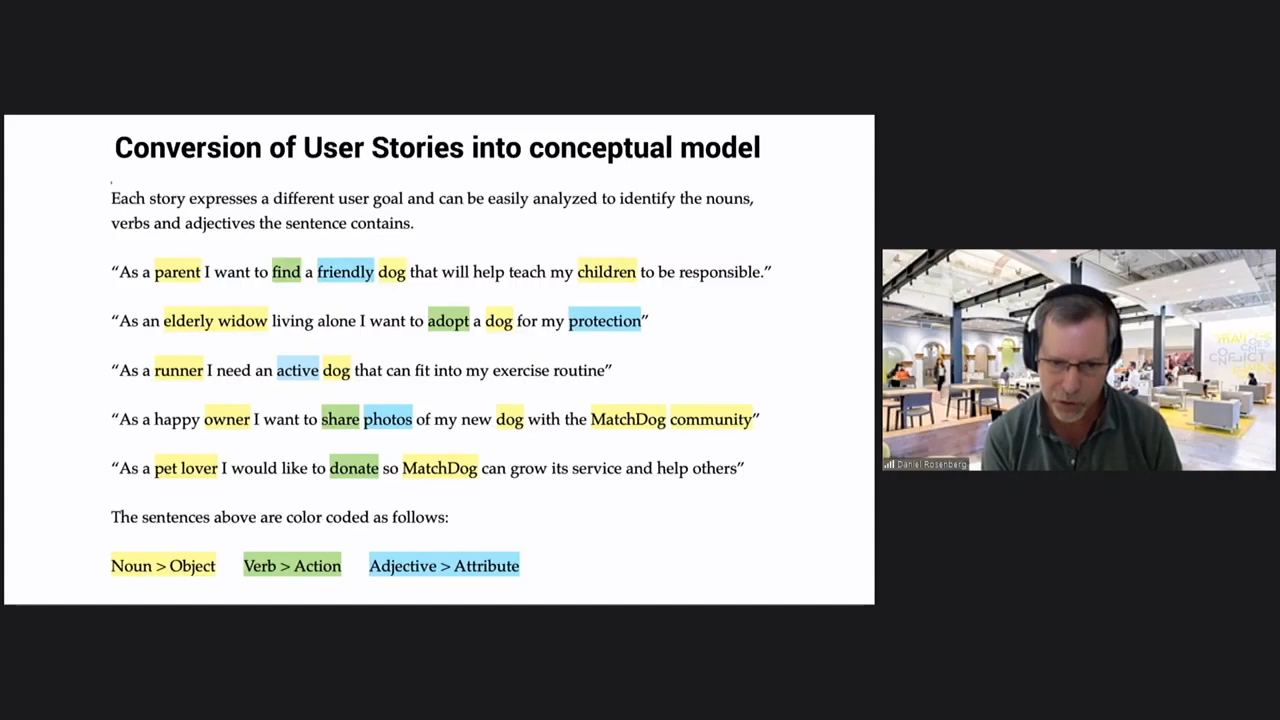 Conversion of User Stories into conceptual model
Each story expresses a different user goal and can be easily analyzed to identify the nouns,
verbs and adjectives the sentence contains.
“As a parent I want to find a friendly dog that will help teach my children to be responsible.”
“As an elderly widow living alone I want to adopt a dog for my protection”
“As a runner I need an active dog that can fit into my exercise routine”
“As a happy owner I want to share photos of my new dog with the MatchDog community”
“As a pet lover I would like to donate so MatchDog can grow its service and help others”
The sentences above are color coded as follows:
Noun > Object Verb > Action Adjective > Attribute
Daniel Rosenberg